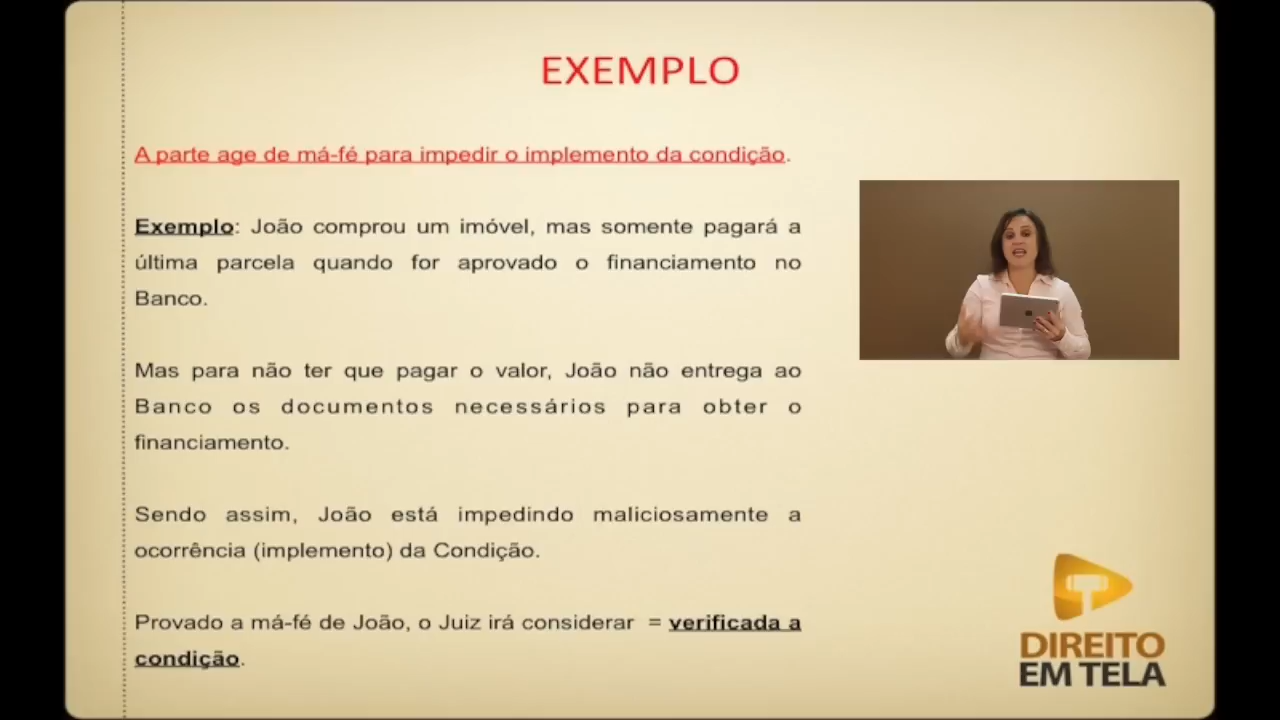 EXEMPLO
A parte age de má-fé para impedir o implemento da condição.
Exemplo: João comprou um imóvel, mas somente pagará a
última parcela quando for aprovado o financiamento no
Banco.
Mas para não ter que pagar o valor, João não entrega ao
Banco os documentos necessários para obter o
financiamento.
Sendo assim, João está impedindo maliciosamente a
ocorrência (implemento) da Condição.
Provado a má-fé de João, o Juiz irá considerar = verificada a
condição.
DIREITO
EM TELA